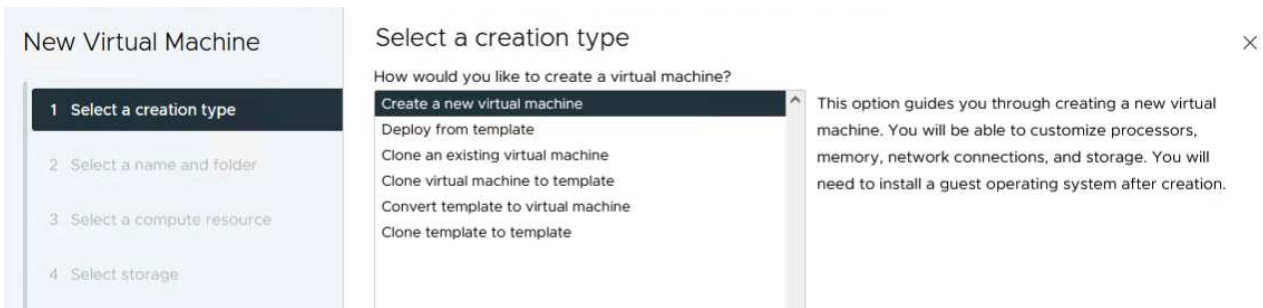 New Virtual Machine
1 Select a creation type
2 Select a name and folder
3 Select a compute resource
4 Select storage
Select a creation type
How would you like to create a virtual machine?
Create a new virtual machine
Deploy from template
Clone an existing virtual machine
Clone virtual machine to template
Convert template to virtual machine
Clone template to template
This option guides you through creating a new virtual
machine. You will be able to customize processors,
memory, network connections, and storage. You will
need to install a guest operating system after creation.